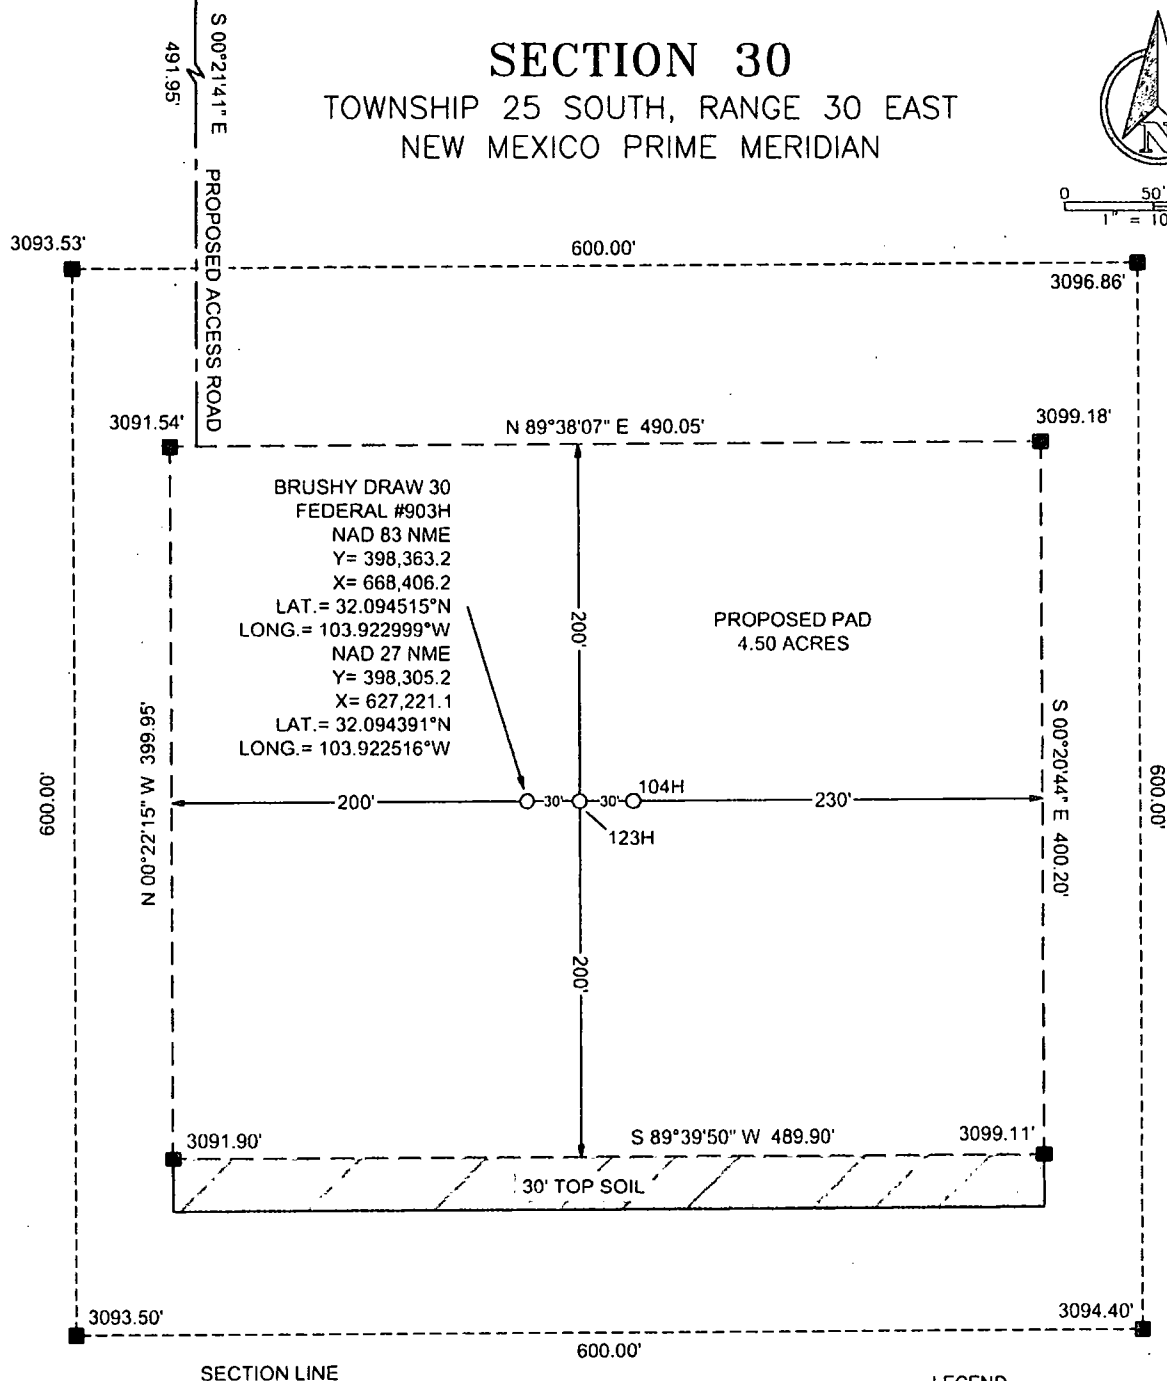 SECTION 30
TOWNSHIP 25 SOUTH, RANGE 30 EAST
NEW MEXICO PRIME MERIDIAN
S 00°21'41" E
491.95'
PROPOSED ACCESS ROAD
N
0 50'
3093.53'
600.00'
3096.86'
3091.54'
N 89°38'07" E 490.05'
3099.18'
BRUSHY DRAW 30
FEDERAL #903H
NAD 83 NME
Y= 398,363.2
X= 668,406.2
LAT.= 32.094515°N
LONG.= 103.922999°W
NAD 27 NME
Y= 398,305.2
X= 627,221.1
LAT.= 32.094391°N
LONG.= 103.922516°W
200'
PROPOSED PAD
4.50 ACRES
600.00'
N 00°22'15" W 399.95'
200'
30'
30'
104H
230'
123H
S 00°20'44" E 400.20'
600.00'
200'
3091.90'
S 89°39'50" W 489.90'
3099.11'
30' TOP SOIL
3093.50'
3094.40'
600.00'
SECTION LINE